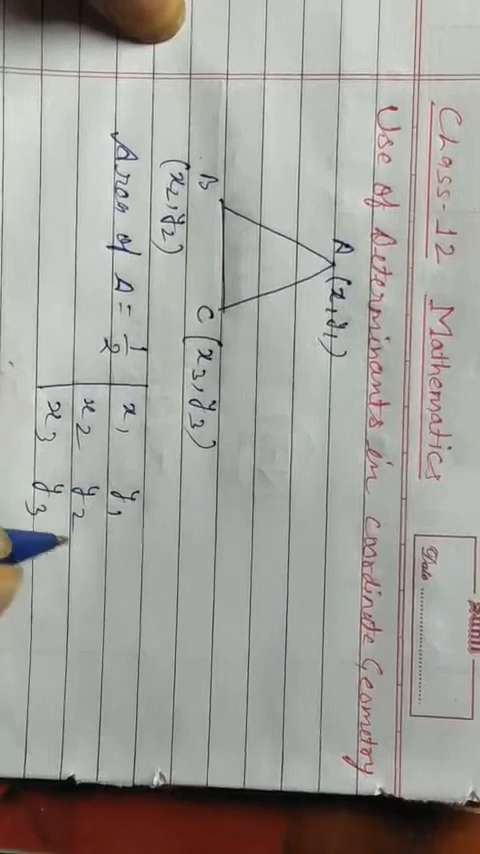 Class-12 Mathematics
Date ..................
Use of Determinants in coordinate Geometry
A (x, y1)
B
(x2, y2)
C (x3, y3)
Area of Δ = 1/2 | x1 y1
x2 y2
x3 y3